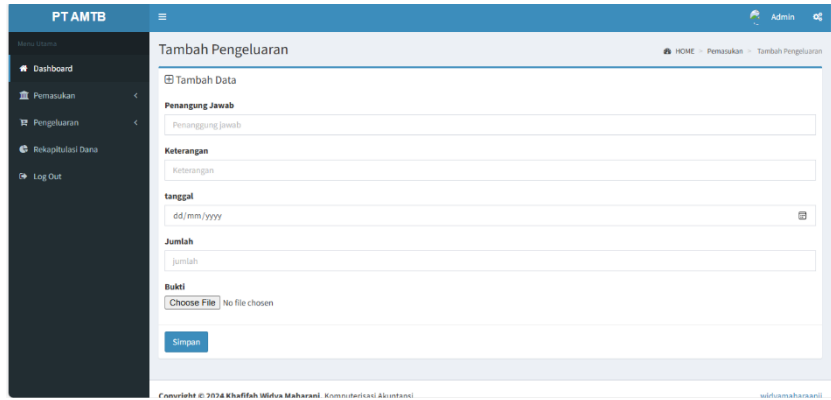 PT AMTB
Admin
Menu Utama
Tambah Pengeluaran
HOME > Pemasukan > Tambah Pengeluaran
Dashboard
Pemasukan
Pengeluaran
Rekapitulasi Dana
Log Out
Tambah Data
Penangung Jawab
Penanggung jawab
Keterangan
Keterangan
tanggal
dd/mm/yyyy
Jumlah
jumlah
Bukti
Choose File No file chosen
Simpan
Copyright © 2024 Khafifah Widya Maharani. Komputerisasi Akuntansi